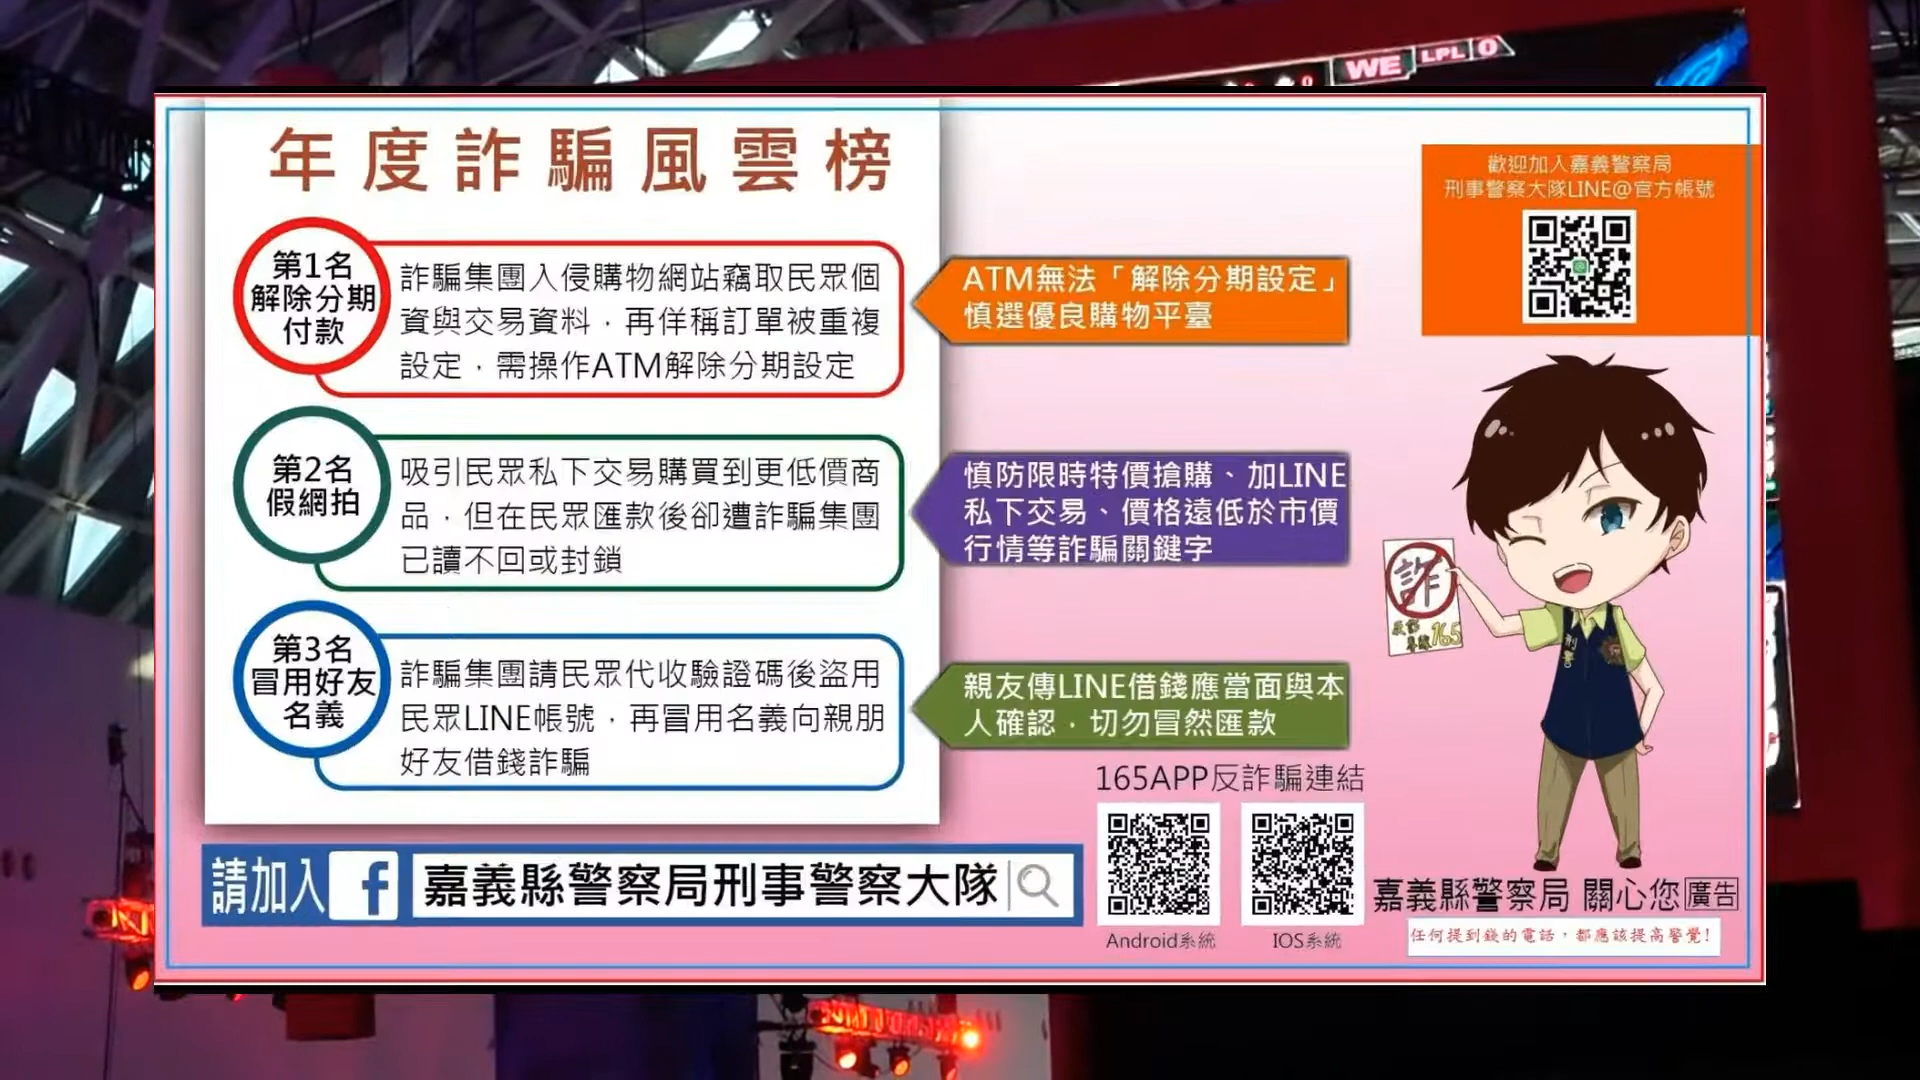 WE LPL 0
0
年度詐騙風雲榜
第1名
解除分期
付款
詐騙集團入侵購物網站竊取民眾個
資與交易資料，再佯稱訂單被重複
設定，需操作ATM解除分期設定
ATM無法「解除分期設定」
慎選優良購物平臺
第2名
假網拍
吸引民眾私下交易購買到更低價商
品，但在民眾匯款後卻遭詐騙集團
已讀不回或封鎖
慎防限時特價搶購、加LINE
私下交易、價格遠低於市價
行情等詐騙關鍵字
第3名
冒用好友
名義
詐騙集團請民眾代收驗證碼後盜用
民眾LINE帳號，再冒用名義向親朋
好友借錢詐騙
親友傳LINE借錢應當面與本
人確認，切勿冒然匯款
歡迎加入嘉義警察局
刑事警察大隊LINE@官方帳號
詐
反詐
專線165
刑警
165APP反詐騙連結
Android系統
IOS系統
請加入 f 嘉義縣警察局刑事警察大隊
嘉義縣警察局 關心您 廣告
任何提到錢的電話，都應該提高警覺!